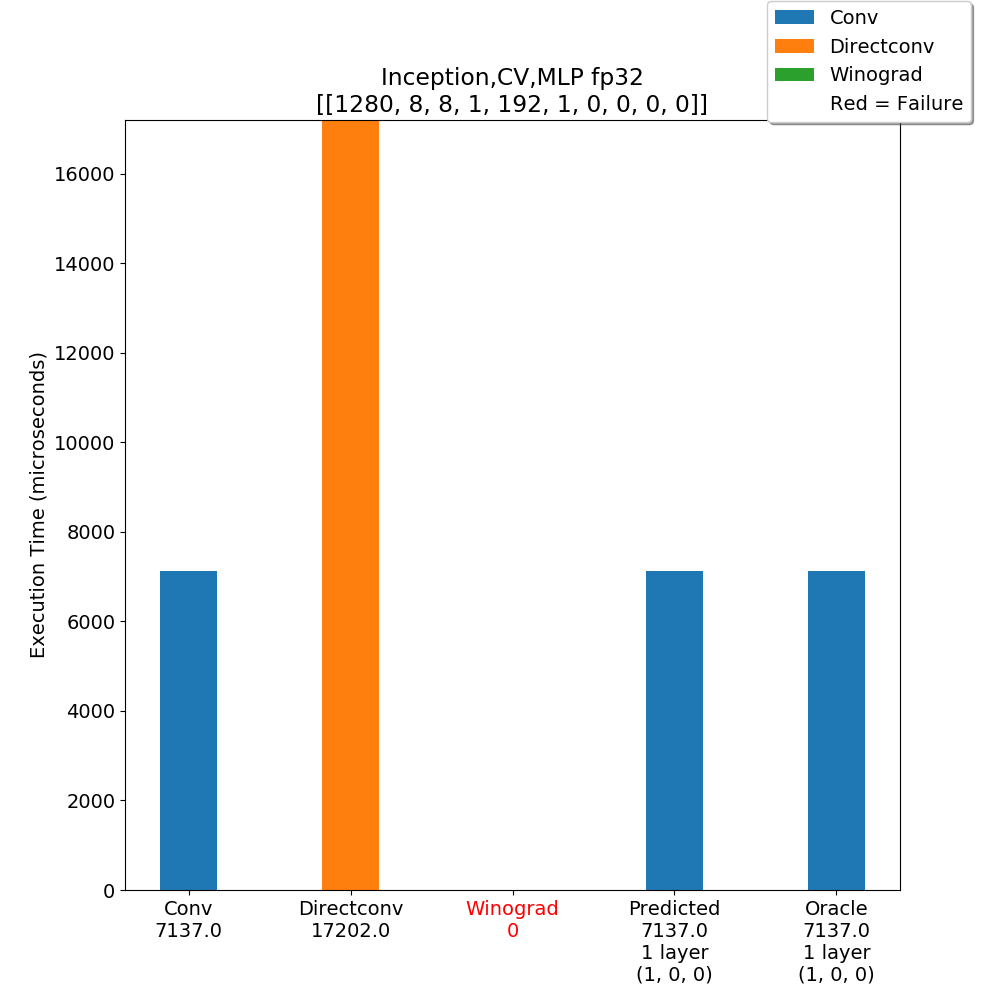 Conv
Directconv
Winograd
Red = Failure
Inception,CV,MLP fp32
[[1280, 8, 8, 1, 192, 1, 0, 0, 0, 0]]
Execution Time (microseconds)
16000
14000
12000
10000
8000
6000
4000
2000
0
Conv
7137.0
Directconv
17202.0
Winograd
0
Predicted
7137.0
1 layer
(1, 0, 0)
Oracle
7137.0
1 layer
(1, 0, 0)